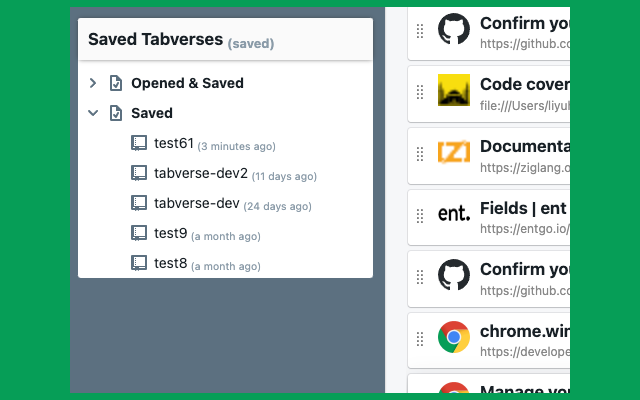 Saved Tabverses (saved)
Opened & Saved
Saved
test61 (3 minutes ago)
tabverse-dev2 (11 days ago)
tabverse-dev (24 days ago)
test9 (a month ago)
test8 (a month ago)
Confirm you
https://github.co
Code cover
file:///Users/liyul
Documenta
https://ziglang.o
ent.
Fields | ent
https://entgo.io/
Confirm you
https://github.co
chrome.win
https://develope
Manage you